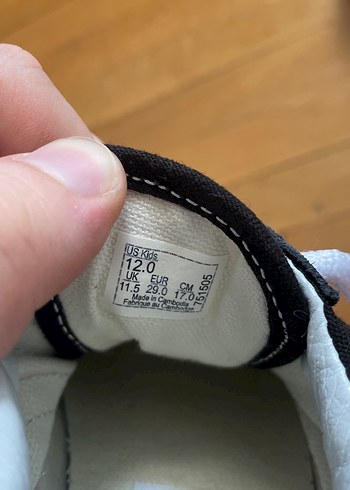 US Kids
12.0
UK EUR CM
11.5 29.0 17.0
Made in Cambodia
Fabriqué au Cambodge
751505